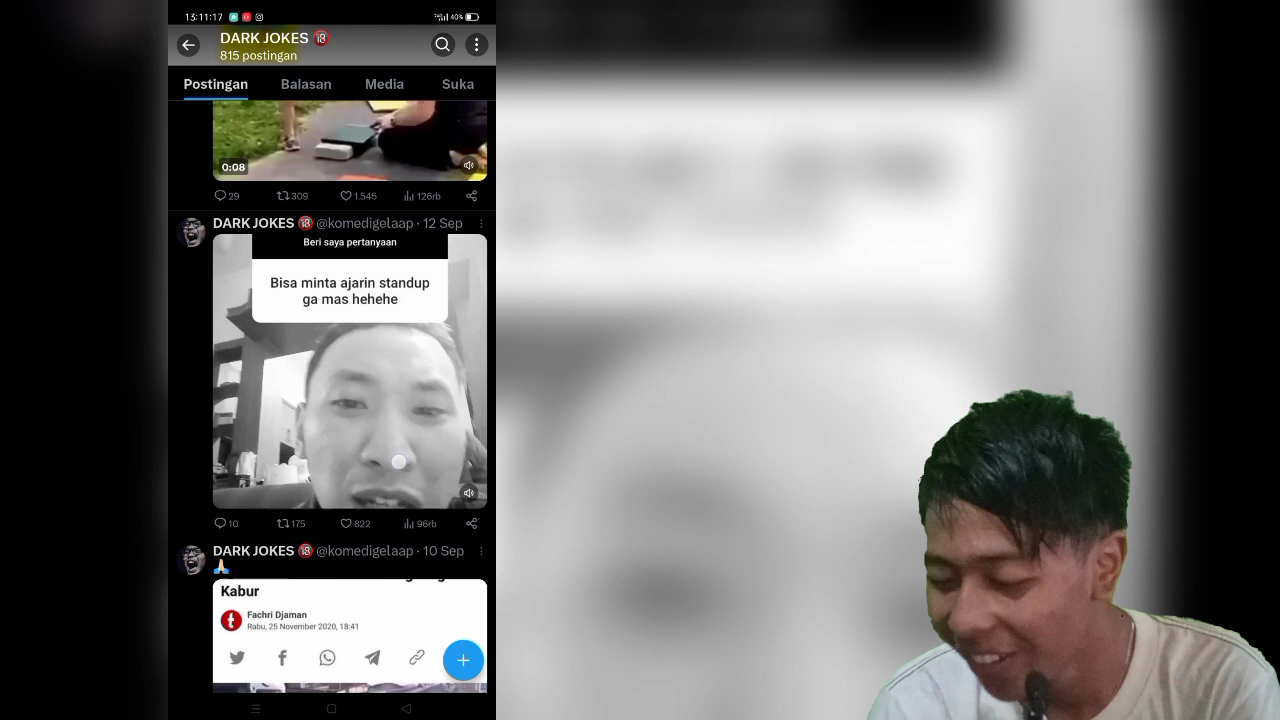 13:11:17
40%
DARK JOKES 🔞
815 postingan
Postingan Balasan Media Suka
0:08
29 309 1.545 126rb
DARK JOKES 🔞 @komedigelaap · 12 Sep
Beri saya pertanyaan
Bisa minta ajarin standup
ga mas hehehe
10 175 822 96rb
DARK JOKES 🔞 @komedigelaap · 10 Sep
🙏🏻
Kabur
Fachri Djaman
Rabu, 25 November 2020, 18:41